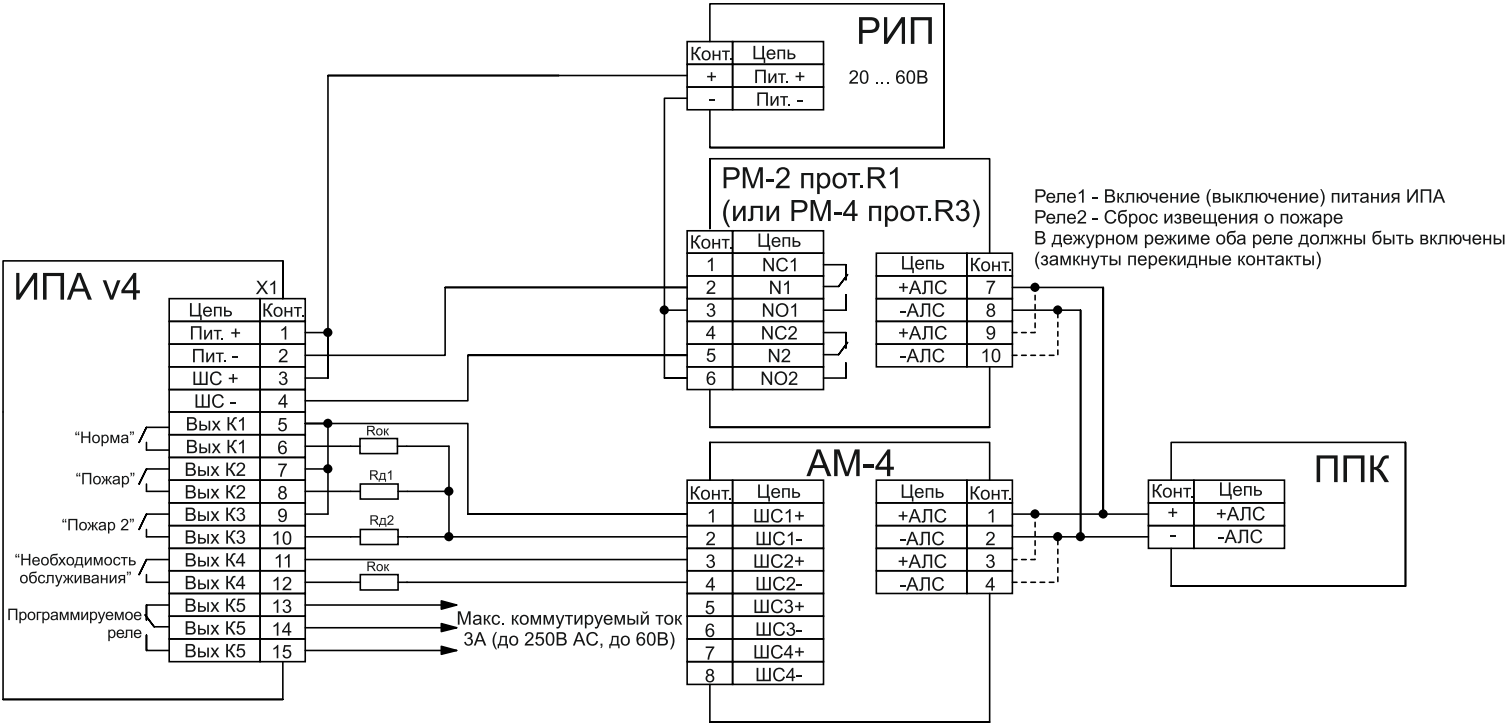 РИП
Конт. Цепь
+ Пит. +
- Пит. -
20 ... 60В
РМ-2 прот.R1
(или РМ-4 прот.R3)
Конт. Цепь
1 NC1
2 N1
3 NO1
4 NC2
5 N2
6 NO2
Цепь Конт.
+АЛС 7
-АЛС 8
+АЛС 9
-АЛС 10
Реле1 - Включение (выключение) питания ИПА
Реле2 - Сброс извещения о пожаре
В дежурном режиме оба реле должны быть включены
(замкнуты перекидные контакты)
ИПА v4
X1
Цепь Конт.
Пит. + 1
Пит. - 2
ШС + 3
ШС - 4
Вых К1 5
Вых К1 6
Вых К2 7
Вых К2 8
Вых К3 9
Вых К3 10
Вых К4 11
Вых К4 12
Вых К5 13
Вых К5 14
Вых К5 15
“Норма”
“Пожар”
“Пожар 2”
“Необходимость
обслуживания”
Программируемое
реле
Rок
Rд1
Rд2
Rок
Макс. коммутируемый ток
3А (до 250В АС, до 60В)
АМ-4
Конт. Цепь
1 ШС1+
2 ШС1-
3 ШС2+
4 ШС2-
5 ШС3+
6 ШС3-
7 ШС4+
8 ШС4-
Цепь Конт.
+АЛС 1
-АЛС 2
+АЛС 3
-АЛС 4
ППК
Конт. Цепь
+ +АЛС
- -АЛС